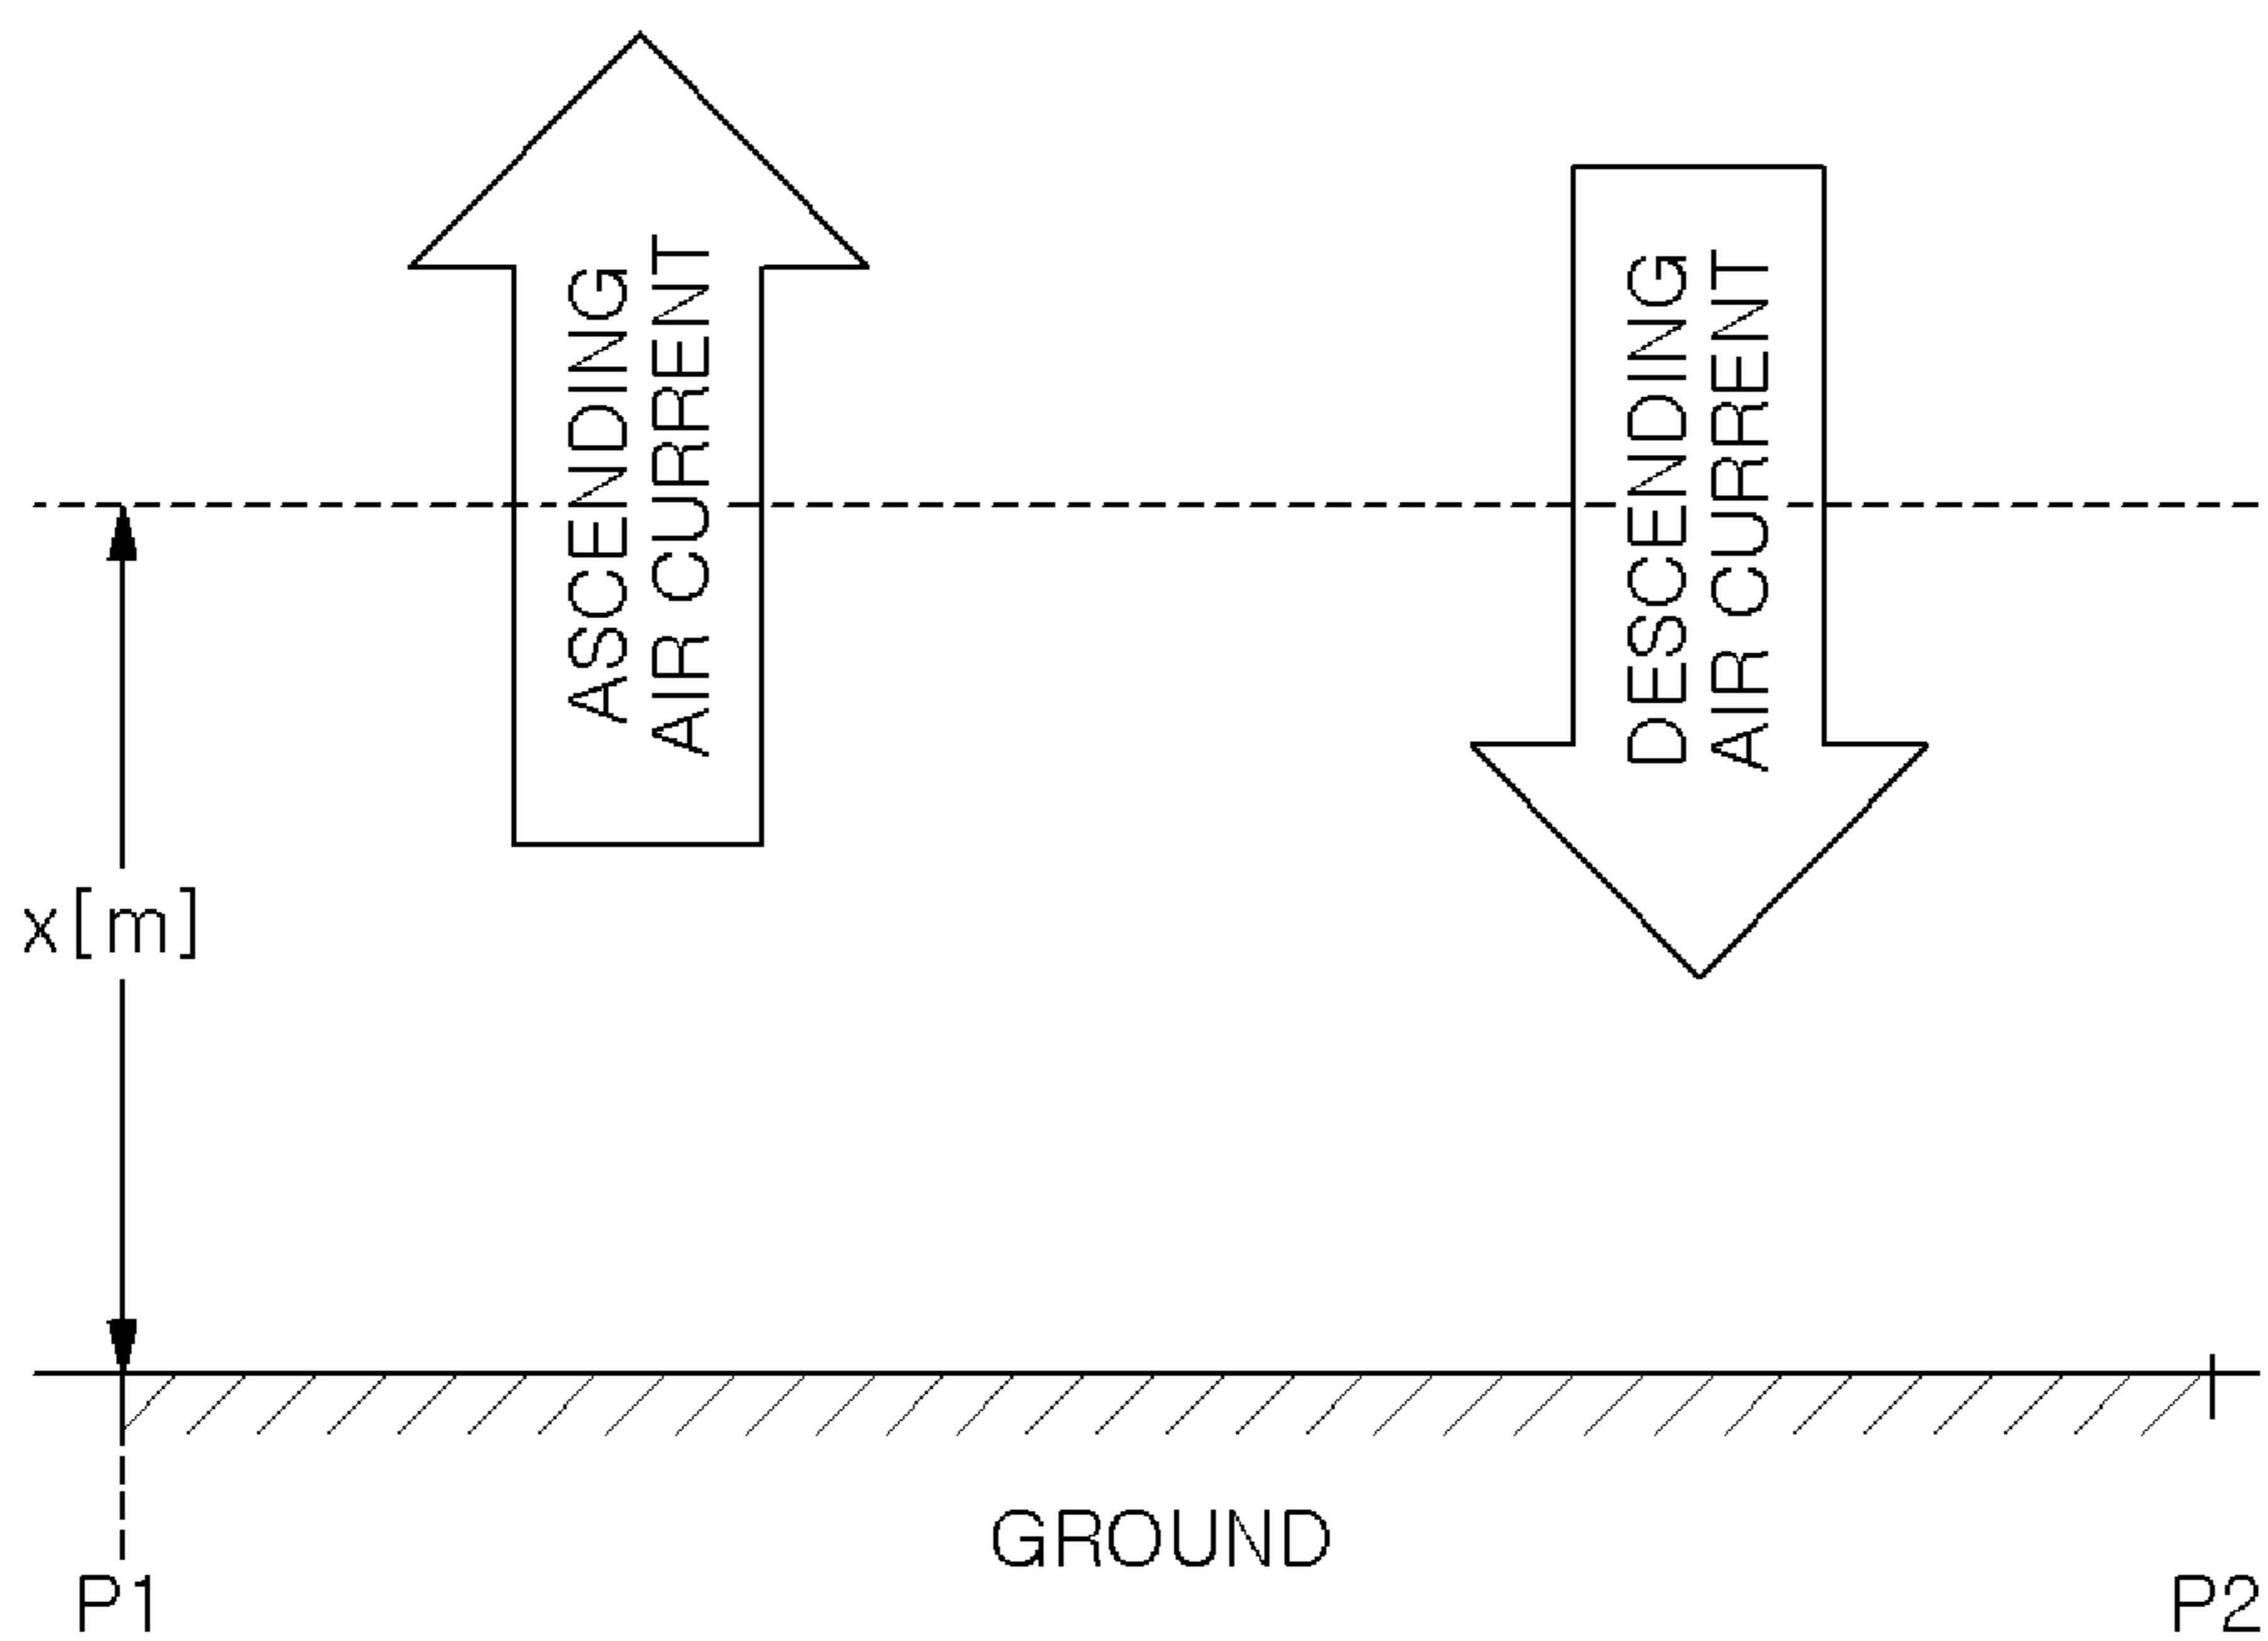 ASCENDING
AIR CURRENT
DESCENDING
AIR CURRENT
x[m]
GROUND
P1
P2